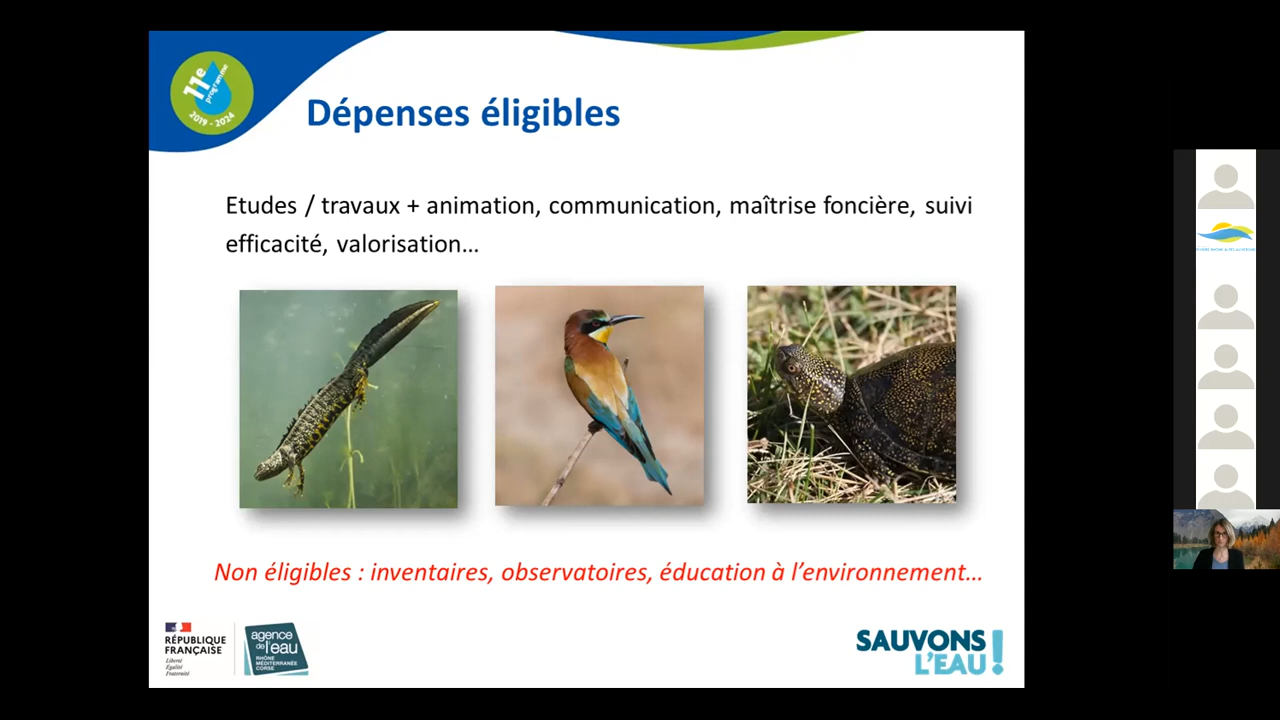 11e
programme
2019 - 2024
Dépenses éligibles
Etudes / travaux + animation, communication, maîtrise foncière, suivi
efficacité, valorisation...
Non éligibles : inventaires, observatoires, éducation à l'environnement...
RÉPUBLIQUE
FRANÇAISE
Liberté
Égalité
Fraternité
agence
de l'eau
RHÔNE
MÉDITERRANÉE
CORSE
SAUVONS
L'EAU !